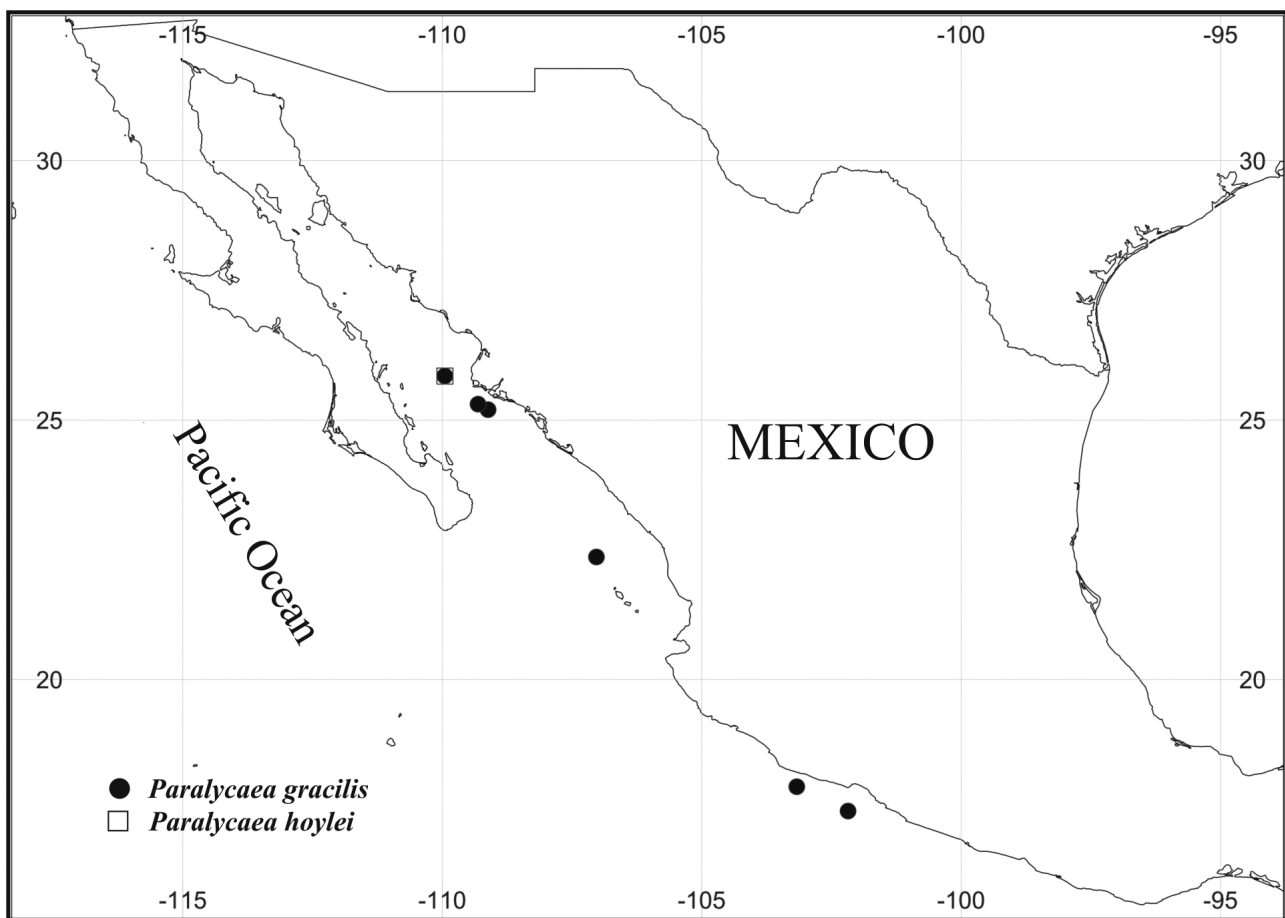 -115 -110 -105 -100 -95
30 30
25 25
MEXICO
Pacific Ocean
20 20
Paralycaea gracilis
Paralycaea hoylei
-115 -110 -105 -100 -95